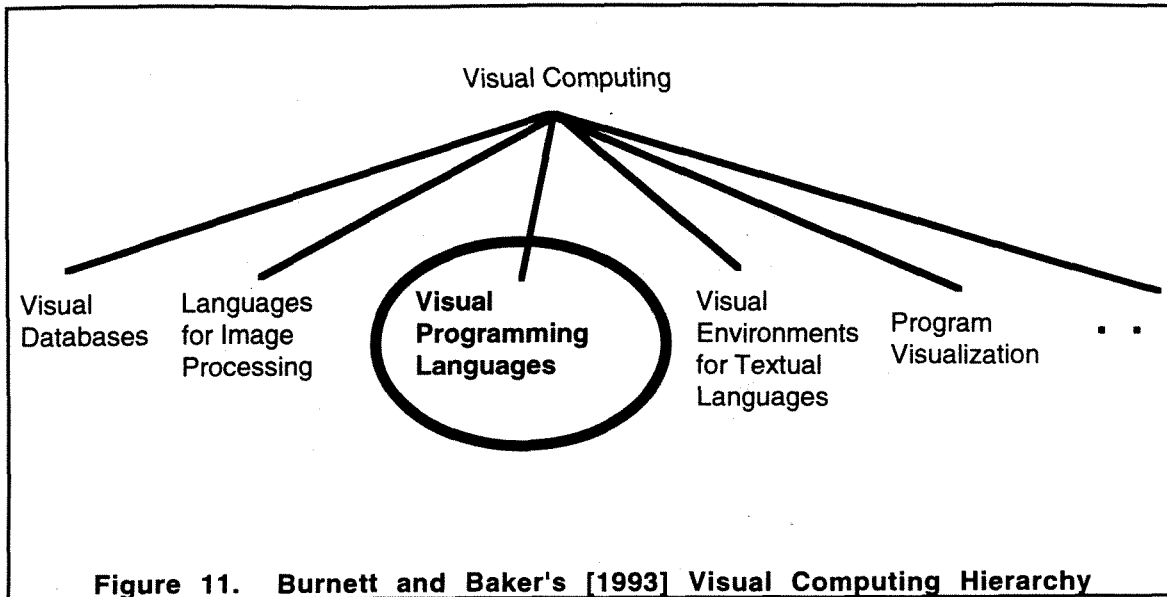 Visual Computing
Visual
Databases
Languages
for Image
Processing
Visual
Programming
Languages
Visual
Environments
for Textual
Languages
Program
Visualization
. .
Figure 11. Burnett and Baker's [1993] Visual Computing Hierarchy